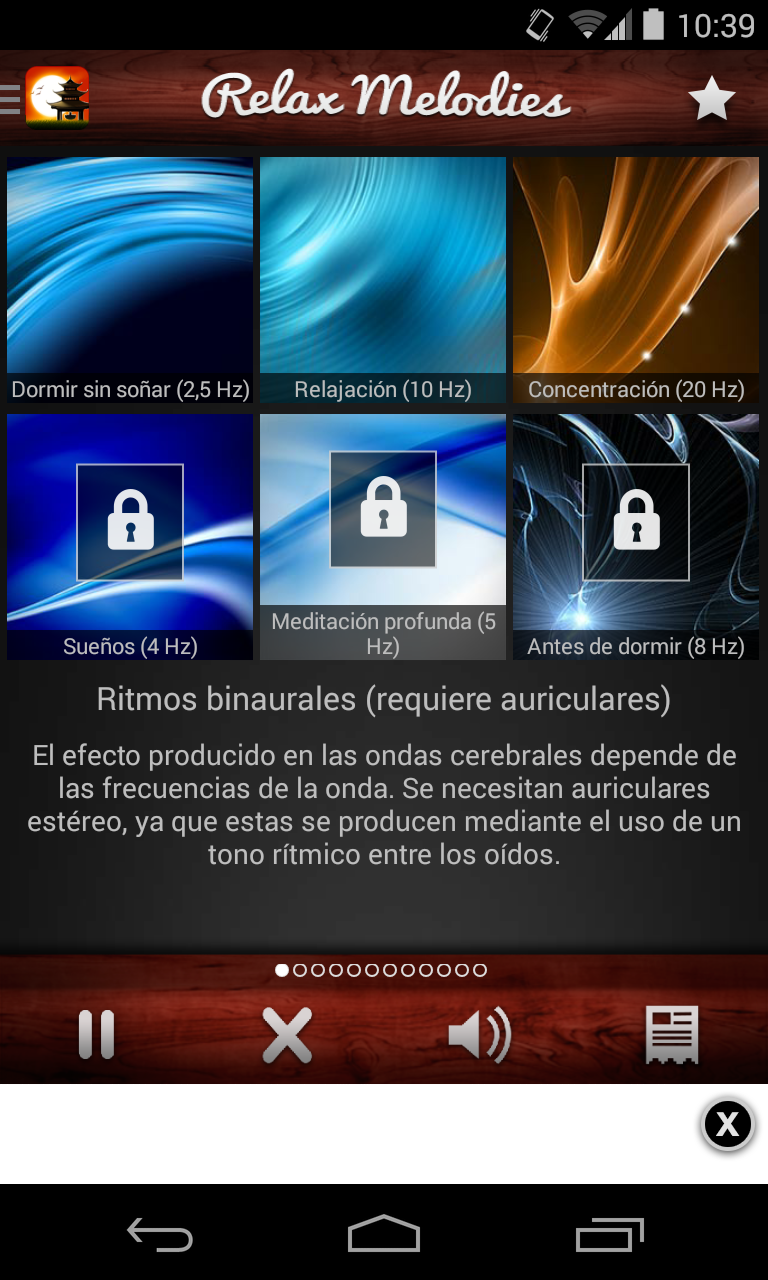 10:39
Relax Melodies
Dormir sin soñar (2,5 Hz)
Relajación (10 Hz)
Concentración (20 Hz)
Sueños (4 Hz)
Meditación profunda (5
Hz)
Antes de dormir (8 Hz)
Ritmos binaurales (requiere auriculares)
El efecto producido en las ondas cerebrales depende de
las frecuencias de la onda. Se necesitan auriculares
estéreo, ya que estas se producen mediante el uso de un
tono rítmico entre los oídos.
X